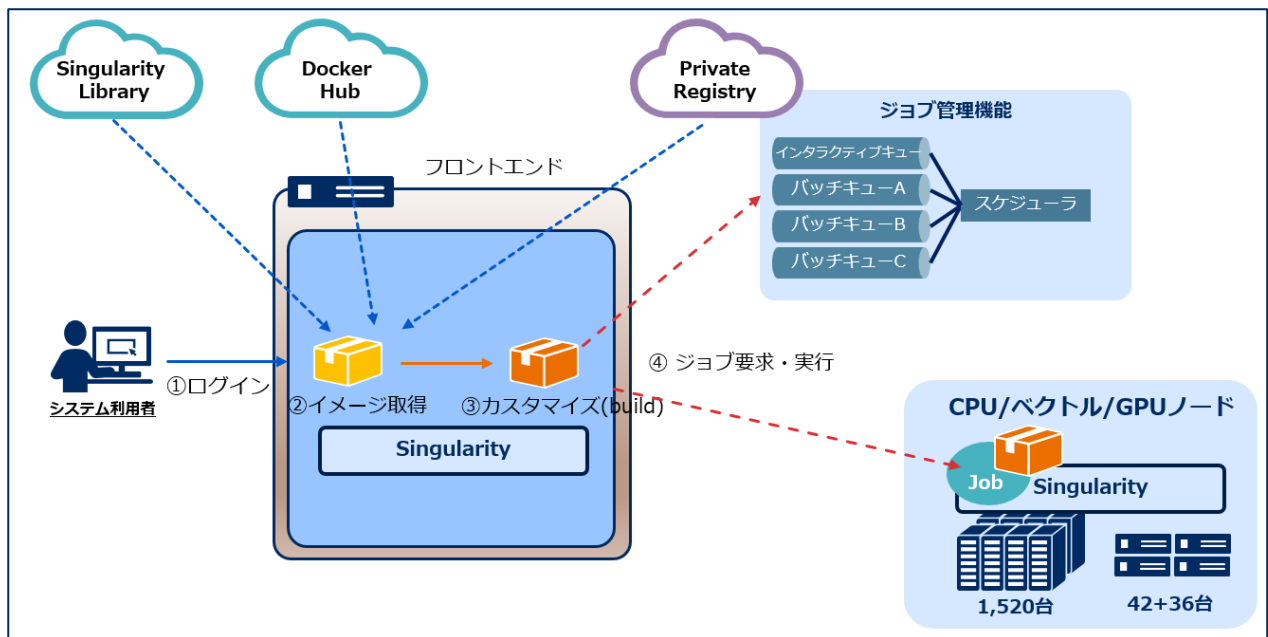 Singularity
Library
Docker
Hub
Private
Registry
ジョブ管理機能
インタラクティブキュー
バッチキューA
バッチキューB
バッチキューC
スケジューラ
フロントエンド
①ログイン
システム利用者
②イメージ取得
③カスタマイズ(build)
Singularity
④ ジョブ要求・実行
CPU/ベクトル/GPUノード
Job
Singularity
1,520台
42+36台